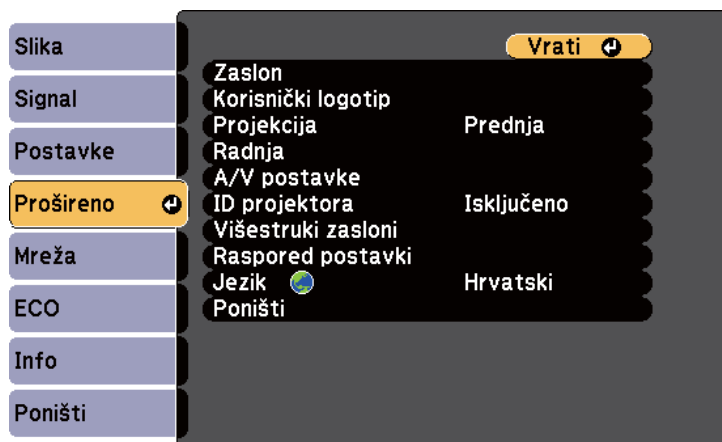 Slika
Signal
Postavke
Prošireno
Mreža
ECO
Info
Poništi
Vrati
Zaslon
Korisnički logotip
Projekcija Prednja
Radnja
A/V postavke
ID projektora Isključeno
Višestruki zasloni
Raspored postavki
Jezik Hrvatski
Poništi